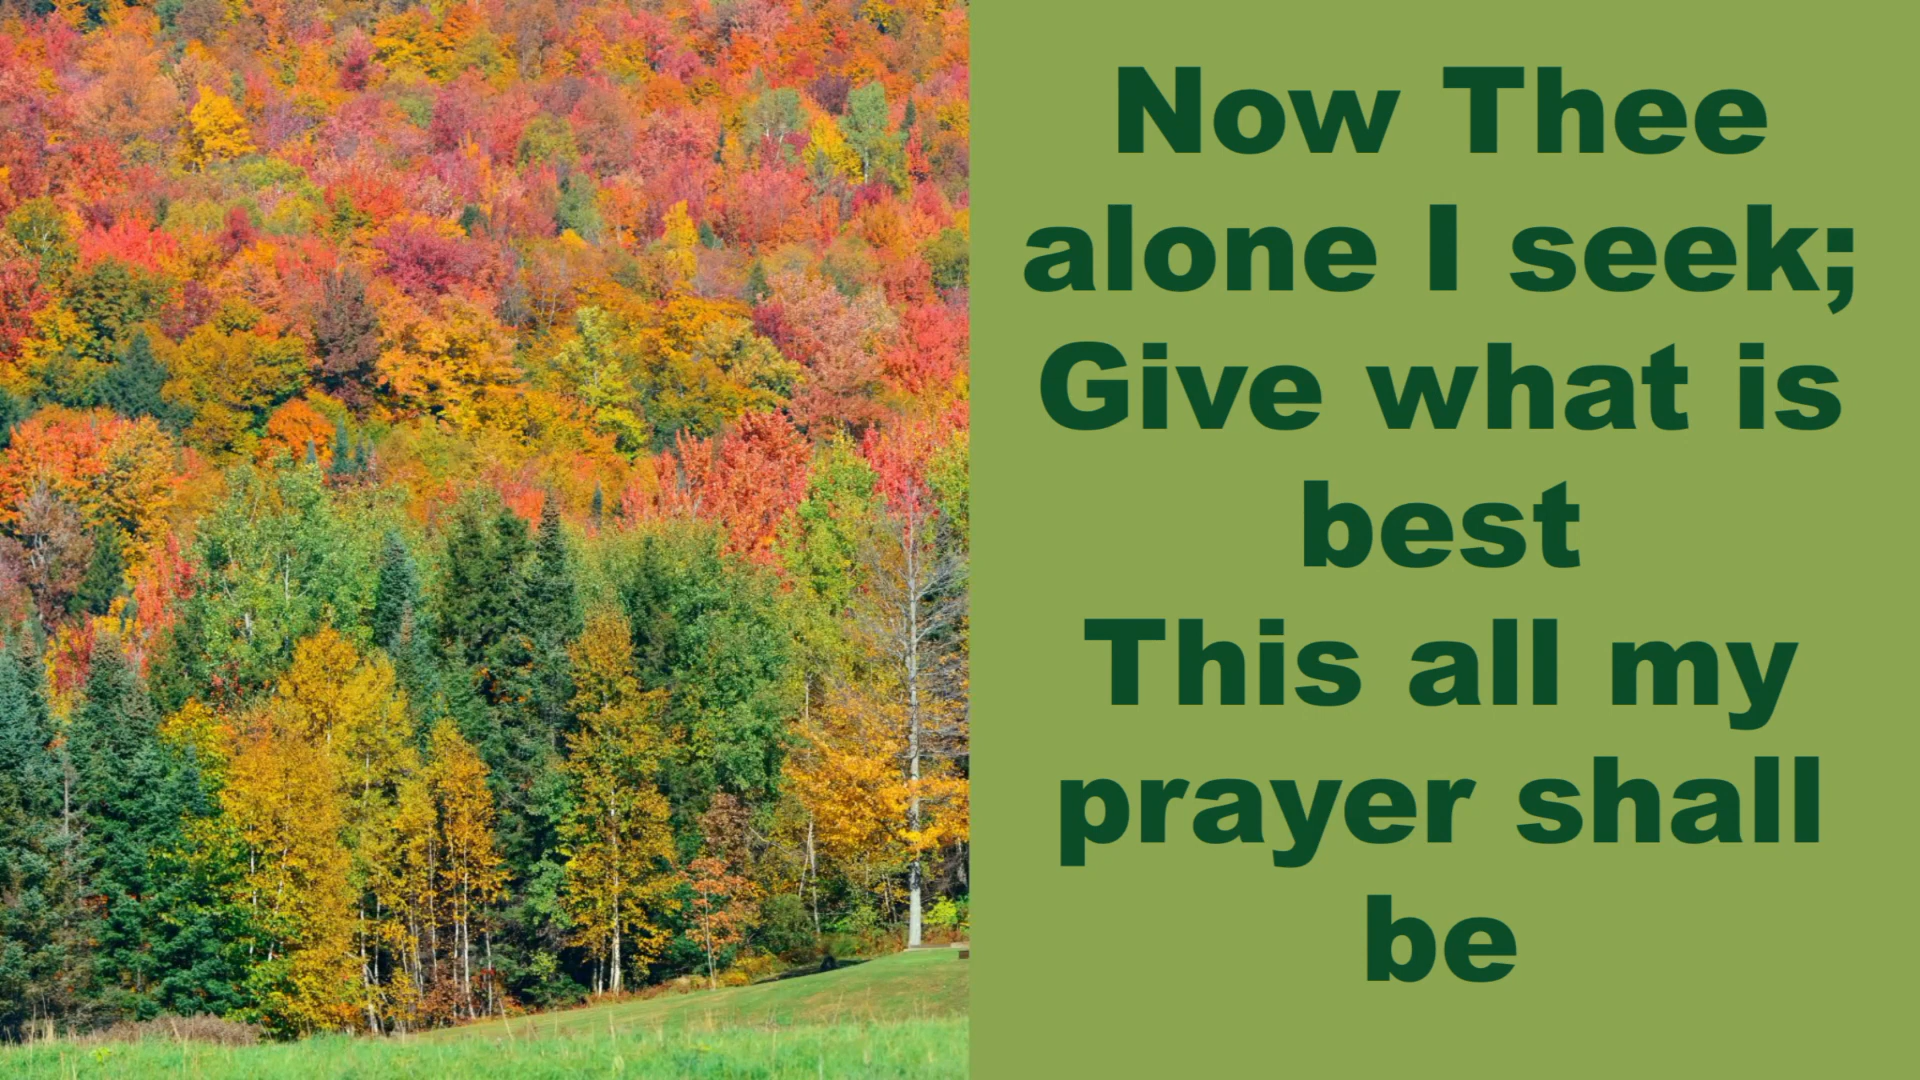 Now Thee
alone I seek;
Give what is
best
This all my
prayer shall
be